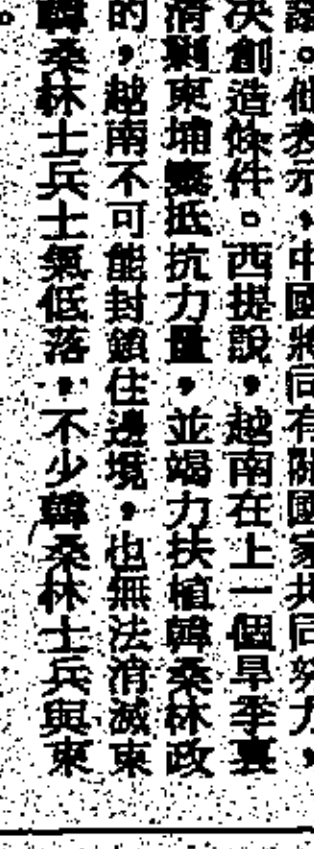 論。他表示，中國將同有關國家共同努力，
決創造條件。西提說，越南在上一個旱季裏
清剿柬埔寨抵抗力量，並竭力扶植韓桑林政
的，越南不可能封鎖住邊境，也無法消滅柬
韓桑林士兵士氣低落，不少韓桑林士兵與柬
。